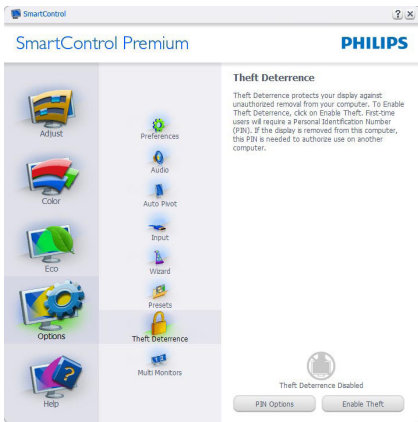 SmartControl
SmartControl Premium
PHILIPS
Adjust
Color
Eco
Options
Help
Preferences
Audio
Auto Pivot
Input
Wizard
Presets
Theft Deterrence
Multi Monitors
Theft Deterrence
Theft Deterrence protects your display against
unauthorized removal from your computer. To Enable
Theft Deterrence, click on Enable Theft. First-time
users will require a Personal Identification Number
(PIN). If the display is removed from this computer,
this PIN is needed to authorize use on another
computer.
Theft Deterrence Disabled
PIN Options
Enable Theft